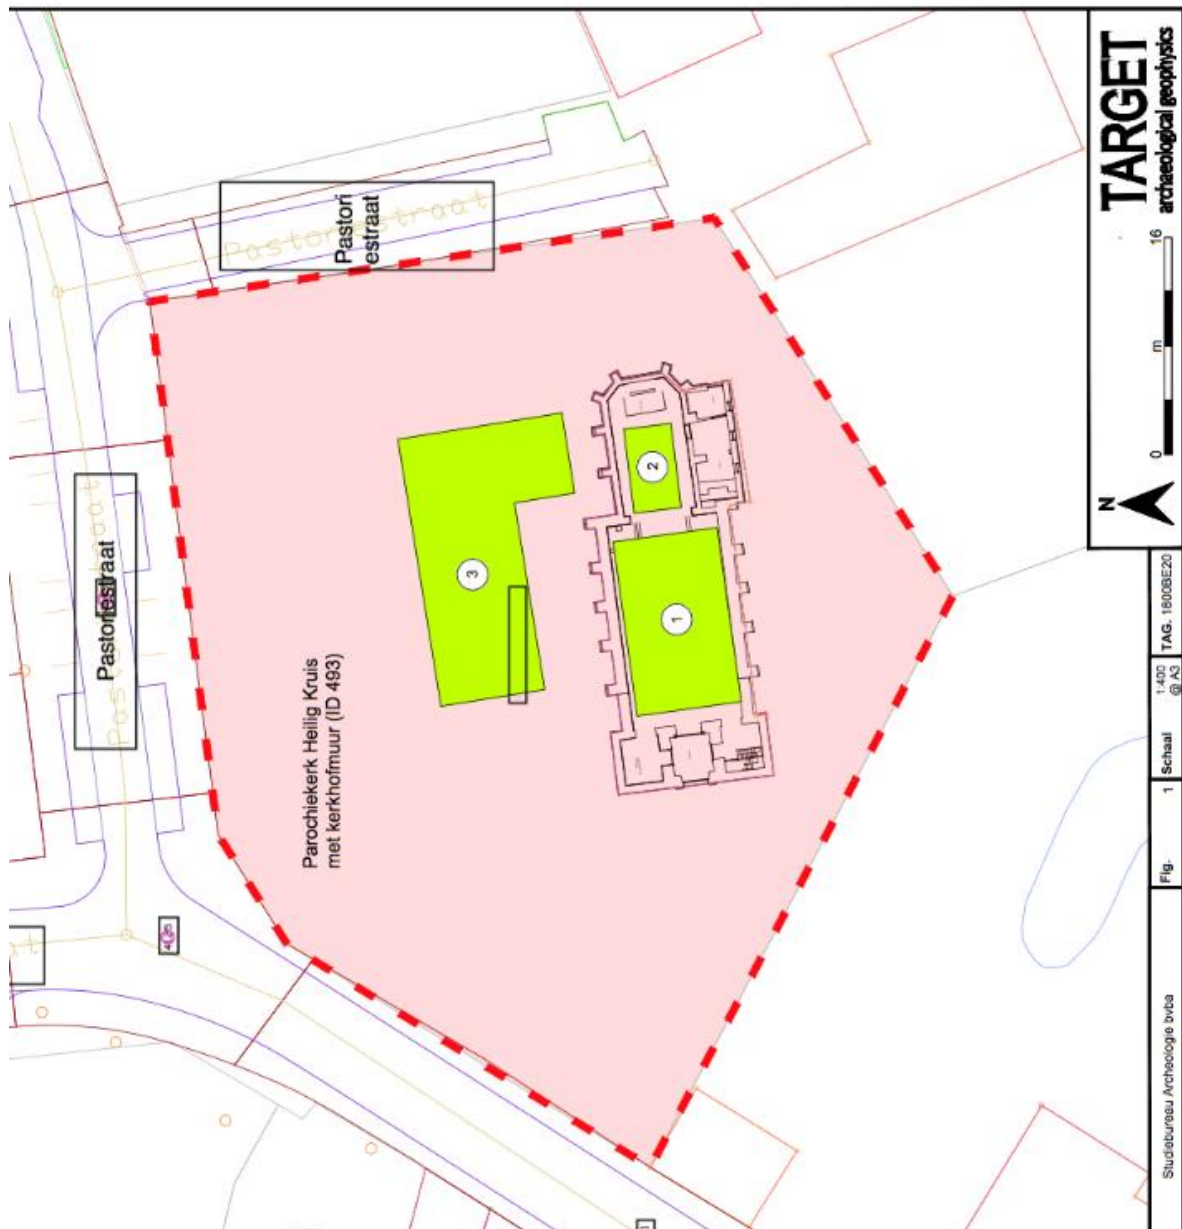 TARGET
archaeological geophysics
0 m 16
N
Pastori
estraat
Pastoriestraat
Pastoriestraat
Parochiekerk Heilig Kruis
met kerkhofmuur (ID 493)
1
2
3
Studiebureau Archeologie bvba
Fig. 1
Schaal 1:400
@ A3
TAG. 1800BE20